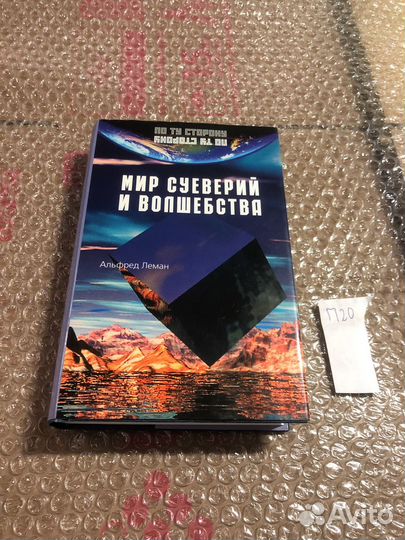 ПО ТУ СТОРОНУ
ПО ТУ СТОРОНУ
МИР СУЕВЕРИЙ
И ВОЛШЕБСТВА
Альфред Леман
П20
Avito